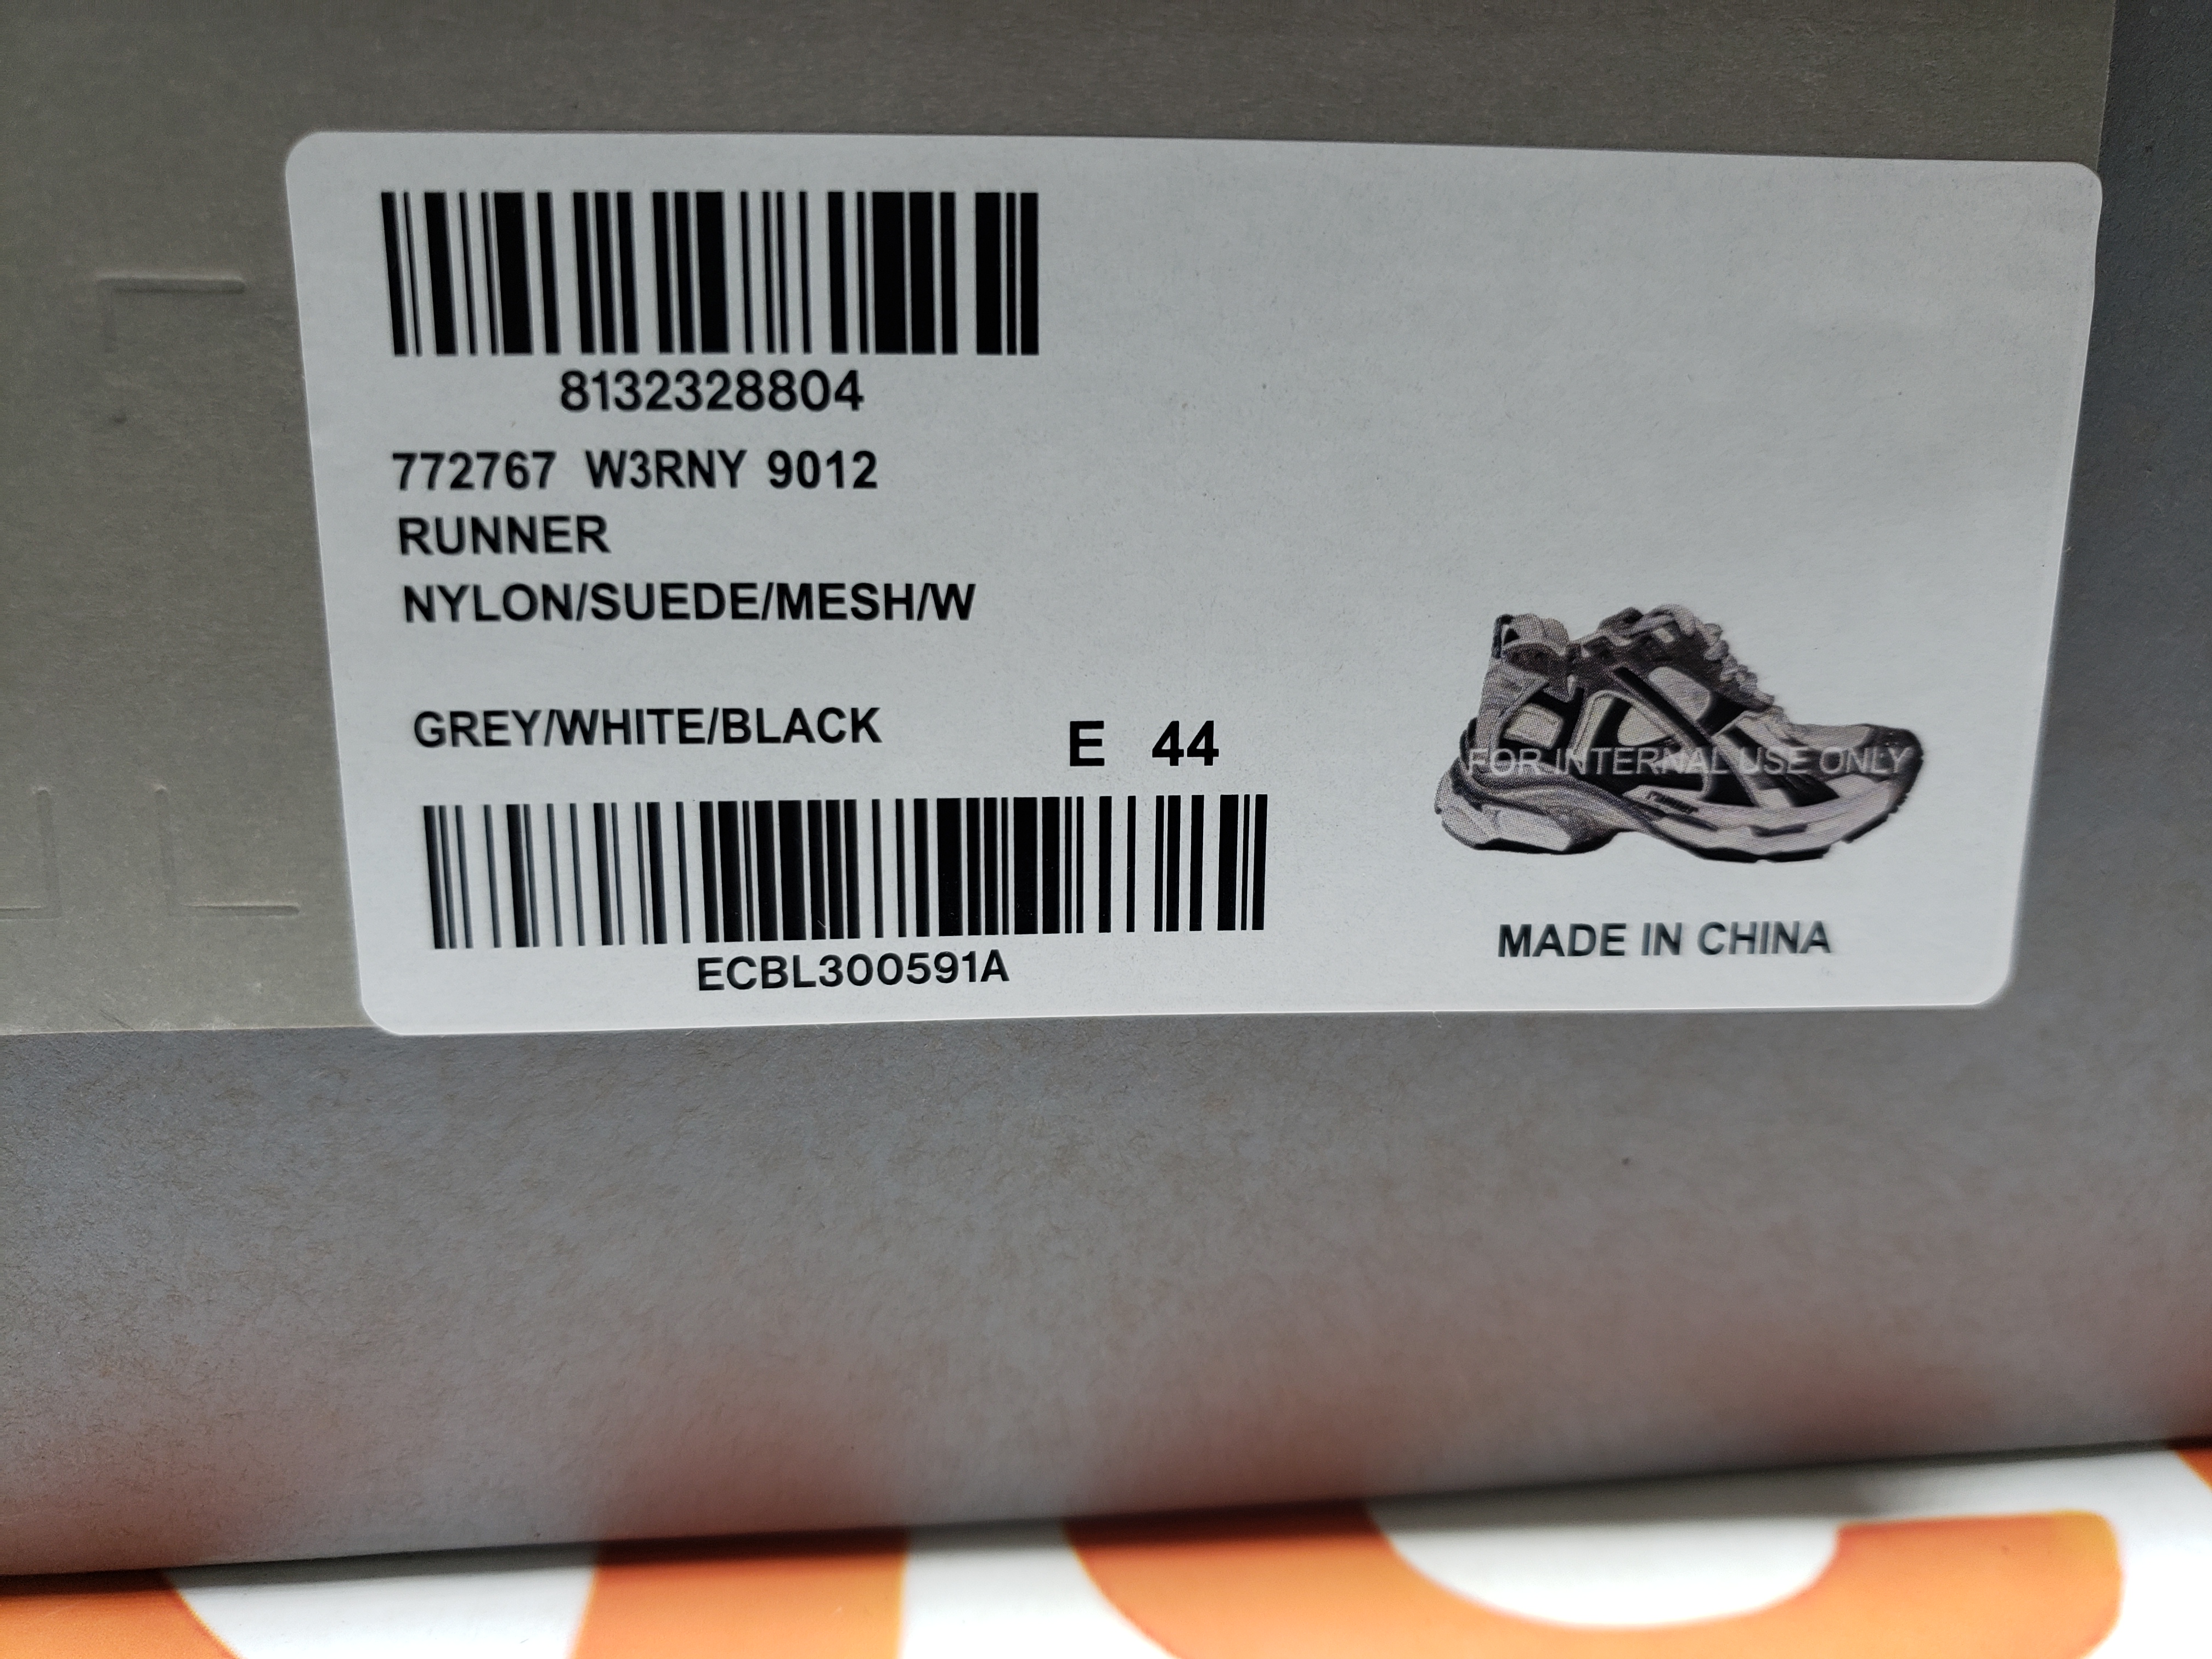 8132328804
772767 W3RNY 9012
RUNNER
NYLON/SUEDE/MESH/W
GREY/WHITE/BLACK E 44
FOR INTERNAL USE ONLY
ECBL300591A
MADE IN CHINA